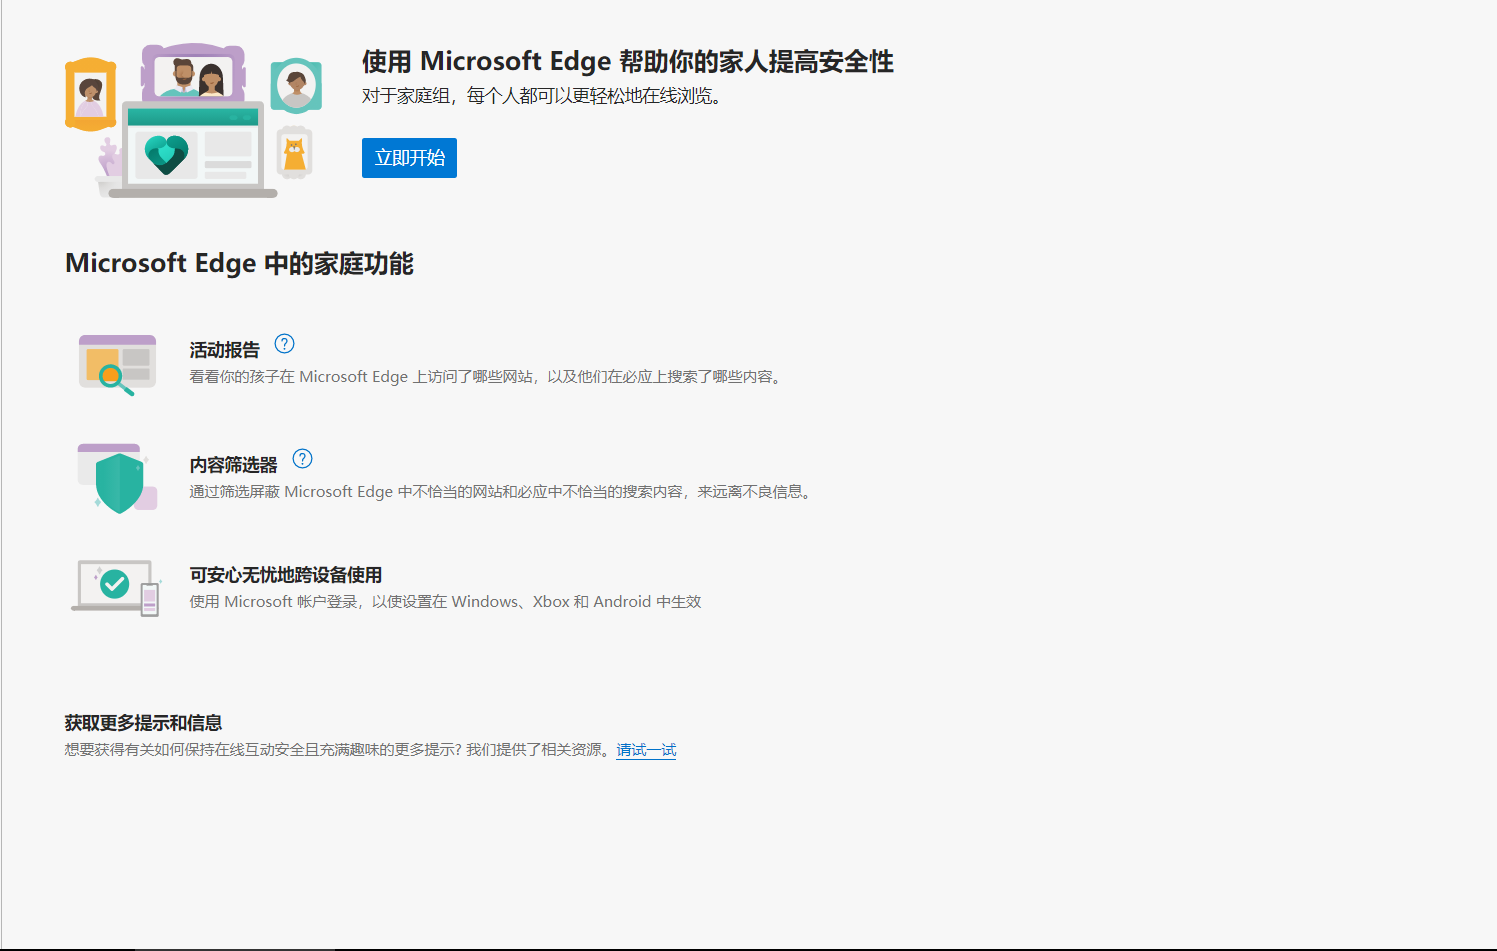 使用 Microsoft Edge 帮助你的家人提高安全性
对于家庭组，每个人都可以更轻松地在线浏览。
立即开始
Microsoft Edge 中的家庭功能
活动报告
看看你的孩子在 Microsoft Edge 上访问了哪些网站，以及他们在必应上搜索了哪些内容。
内容筛选器
通过筛选屏蔽 Microsoft Edge 中不恰当的网站和必应中不恰当的搜索内容，来远离不良信息。
可安心无忧地跨设备使用
使用 Microsoft 帐户登录，以使设置在 Windows、Xbox 和 Android 中生效
获取更多提示和信息
想要获得有关如何保持在线互动安全且充满趣味的更多提示? 我们提供了相关资源。请试一试